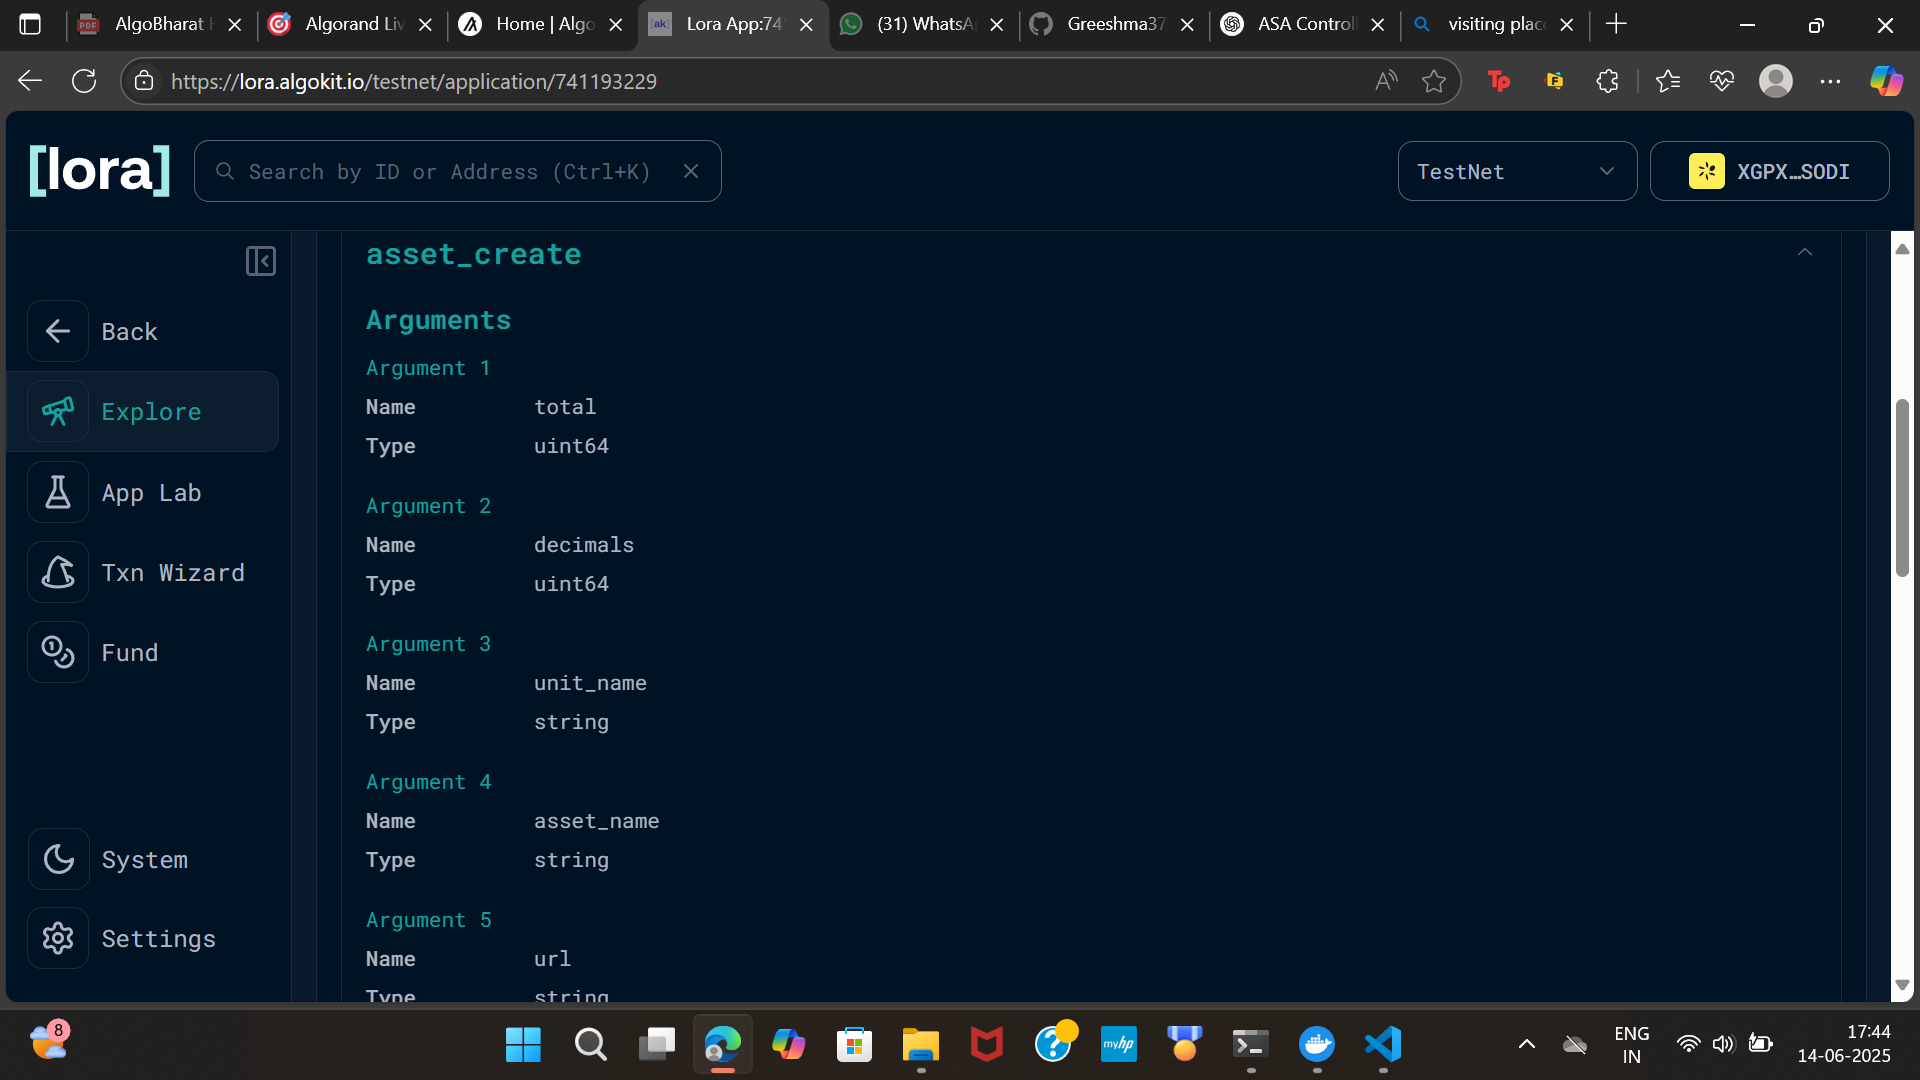 AlgoBharat
Algorand Liv
Home | Algo
Lora App:74
(31) WhatsA
Greeshma37
ASA Controll
visiting place
https://lora.algokit.io/testnet/application/741193229
[lora]
Search by ID or Address (Ctrl+K)
TestNet
XGPX…SODI
asset_create
Back
Explore
App Lab
Txn Wizard
Fund
System
Settings
Arguments
Argument 1
Name total
Type uint64
Argument 2
Name decimals
Type uint64
Argument 3
Name unit_name
Type string
Argument 4
Name asset_name
Type string
Argument 5
Name url
Type string
8
myhp
ENG
IN
17:44
14-06-2025